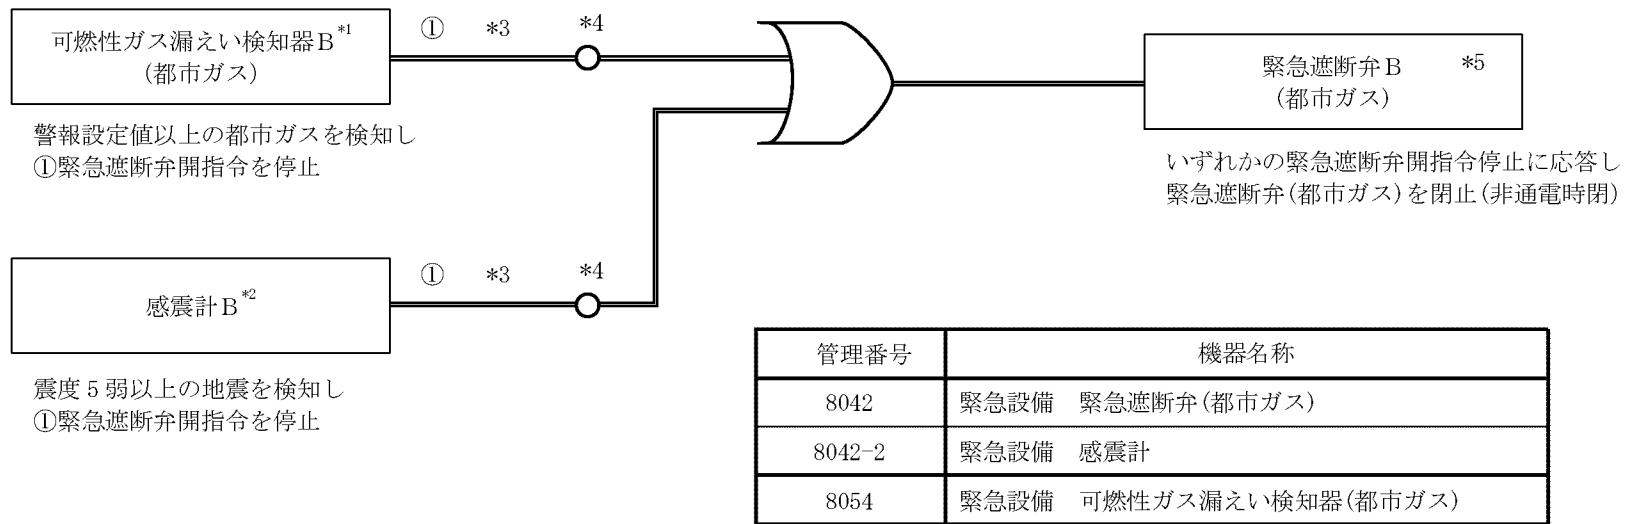 可燃性ガス漏えい検知器B*1
(都市ガス)
① *3 *4
警報設定値以上の都市ガスを検知し
①緊急遮断弁開指令を停止
緊急遮断弁B *5
(都市ガス)
いずれかの緊急遮断弁開指令停止に応答し
緊急遮断弁(都市ガス)を閉止(非通電時閉)
感震計B*2
① *3 *4
震度5弱以上の地震を検知し
①緊急遮断弁開指令を停止
管理番号 機器名称
8042 緊急設備 緊急遮断弁(都市ガス)
8042-2 緊急設備 感震計
8054 緊急設備 可燃性ガス漏えい検知器(都市ガス)